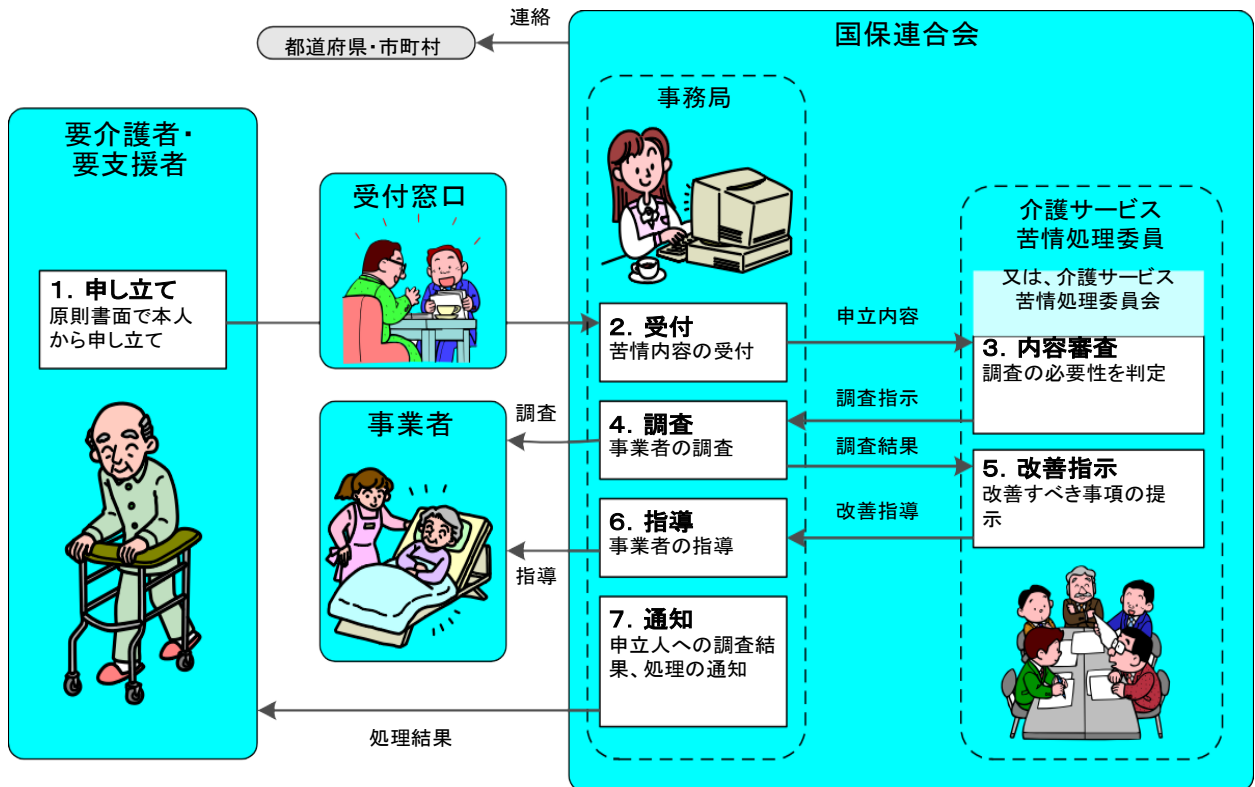 連絡
都道府県・市町村
国保連合会
要介護者・
要支援者
1．申し立て
原則書面で本人
から申し立て
受付窓口
事務局
2．受付
苦情内容の受付
申立内容
介護サービス
苦情処理委員
又は、介護サービス
苦情処理委員会
3．内容審査
調査の必要性を判定
調査指示
事業者
調査
4．調査
事業者の調査
調査結果
5．改善指示
改善すべき事項の提
示
改善指導
6．指導
事業者の指導
指導
7．通知
申立人への調査結
果、処理の通知
処理結果